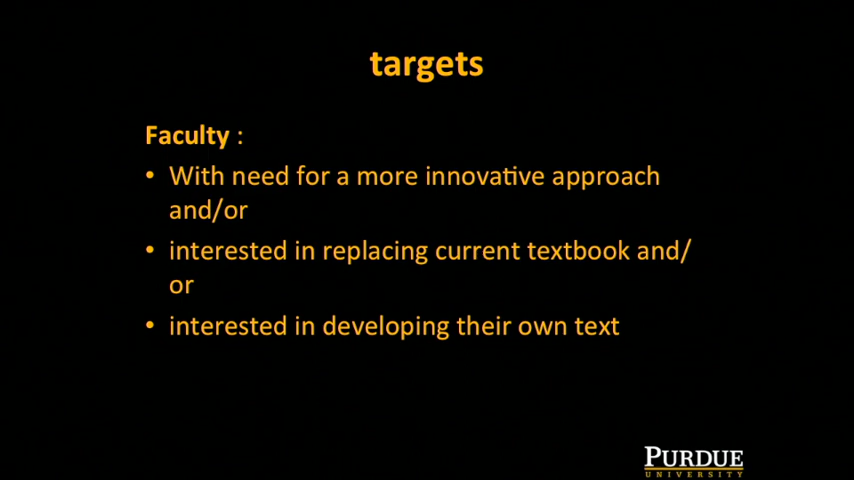 targets
Faculty :
• With need for a more innovative approach
and/or
• interested in replacing current textbook and/
or
• interested in developing their own text
PURDUE
UNIVERSITY